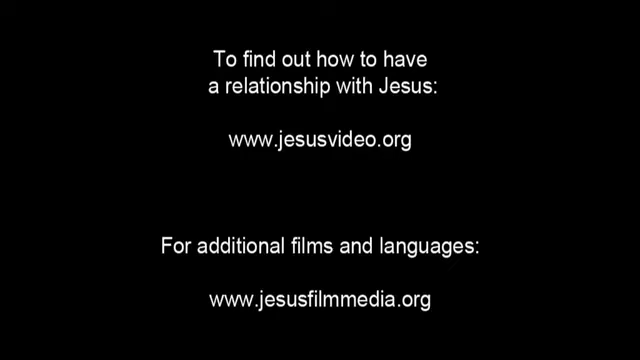 To find out how to have
a relationship with Jesus:
www.jesusvideo.org
For additional films and languages:
www.jesusfilmmedia.org